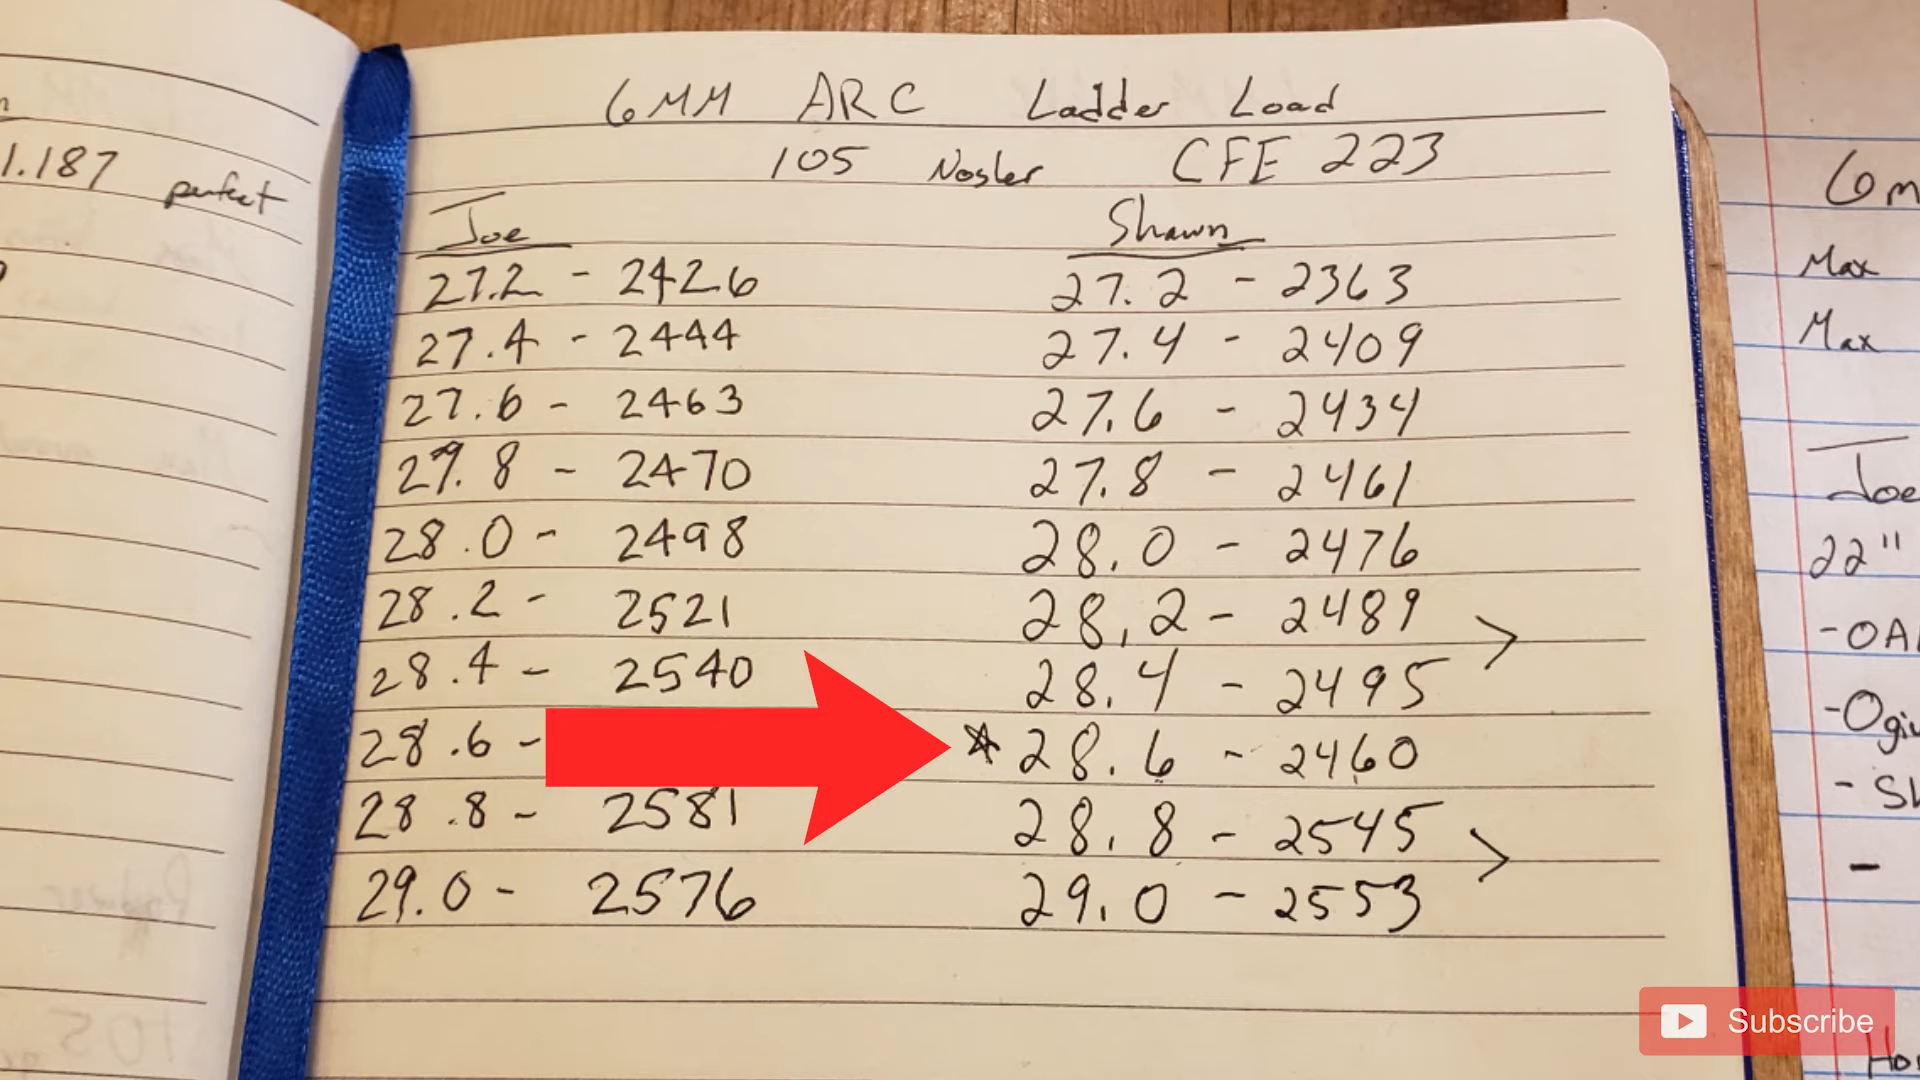 1.187 perfect
6MM ARC Ladder Load
105 Nosler CFE 223
Joe Shawn
27.2 - 2426 27.2 - 2363
27.4 - 2444 27.4 - 2409
27.6 - 2463 27.6 - 2434
27.8 - 2470 27.8 - 2461
28.0 - 2498 28.0 - 2476
28.2 - 2521 28.2 - 2489 >
28.4 - 2540 28.4 - 2495
28.6 - * 28.6 - 2460
28.8 - 2581 28.8 - 2545 >
29.0 - 2576 29.0 - 2553
6m
Max
Max
Joe
22"
-OAL
-Ogiv
- Sh
-
Subscribe
Ho